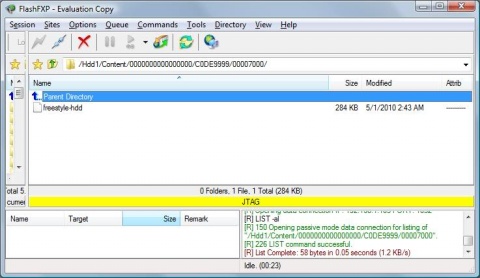 FlashFXP - Evaluation Copy
Session Sites Options Queue Commands Tools Directory View Help
/Hdd1/Content/0000000000000000/C0DE9999/00007000/
Name Size Modified Attrib
Parent Directory
freestyle-hdd 284 KB 5/1/2010 2:43 AM
0 Folders, 1 File, 1 Total (284 KB)
JTAG
Name Target Size Remark
[R] LIST -al
[R] 150 Opening passive mode data connection for listing of
"/Hdd1/Content/0000000000000000/C0DE9999/00007000".
[R] 226 LIST command successful.
[R] List Complete: 58 bytes in 0.05 seconds (1.2 KB/s)
Idle. (00:23)